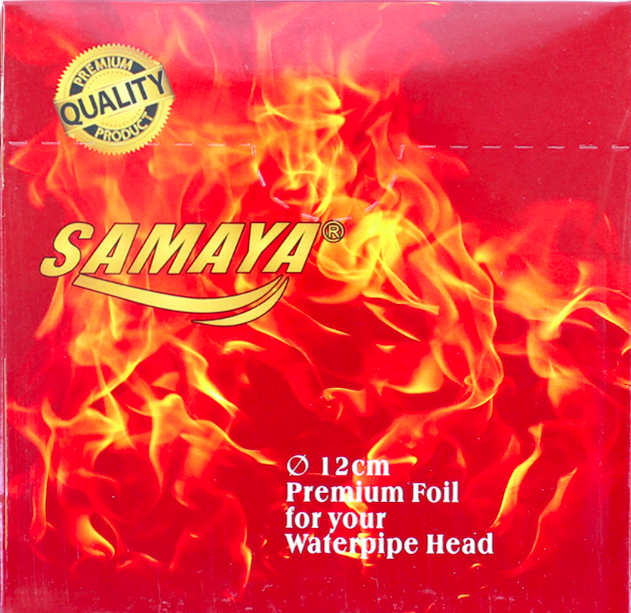 PREMIUM
QUALITY
PRODUCT
SAMAYA®
Ø 12cm
Premium Foil
for your
Waterpipe Head